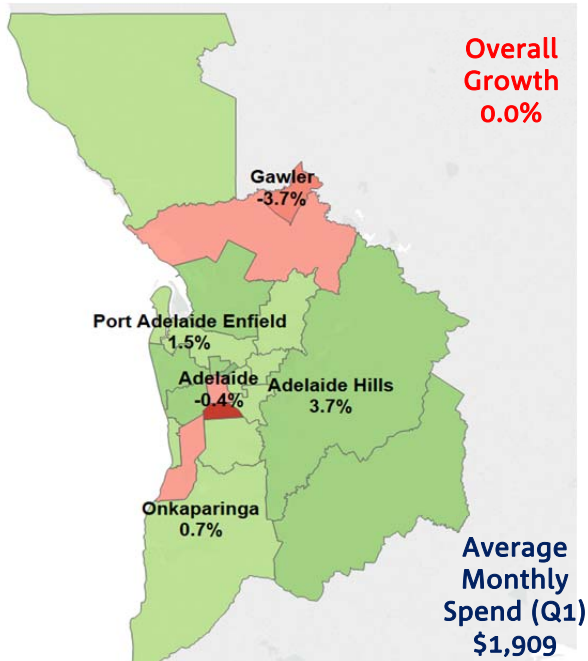 Overall
Growth
0.0%
Gawler
-3.7%
Port Adelaide Enfield
1.5%
Adelaide
-0.4%
Adelaide Hills
3.7%
Onkaparinga
0.7%
Average
Monthly
Spend (Q1)
$1,909